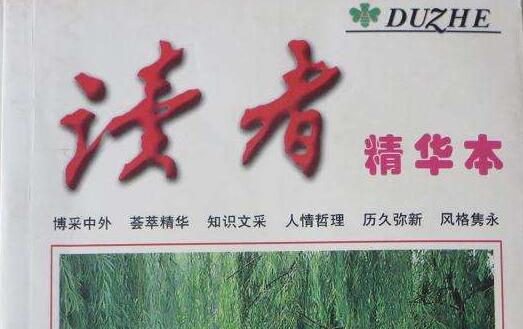 DUZHE
读者
精华本
博采中外 荟萃精华 知识文采 人情哲理 历久弥新 风格隽永